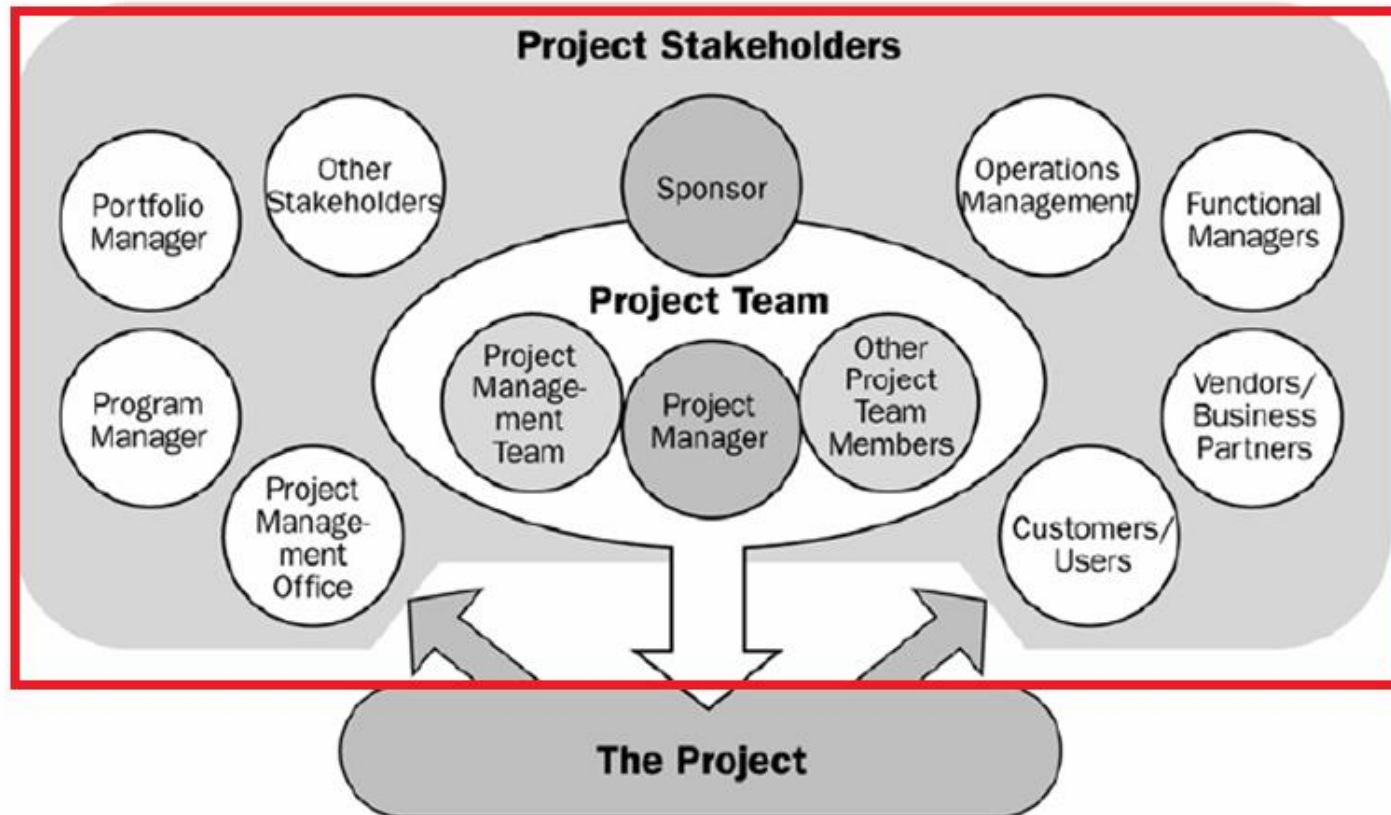 Project Stakeholders
Portfolio
Manager
Other
Stakeholders
Sponsor
Operations
Management
Functional
Managers
Project Team
Program
Manager
Project
Manage-
ment
Team
Project
Manager
Other
Project
Team
Members
Vendors/
Business
Partners
Project
Manage-
ment
Office
Customers/
Users
The Project